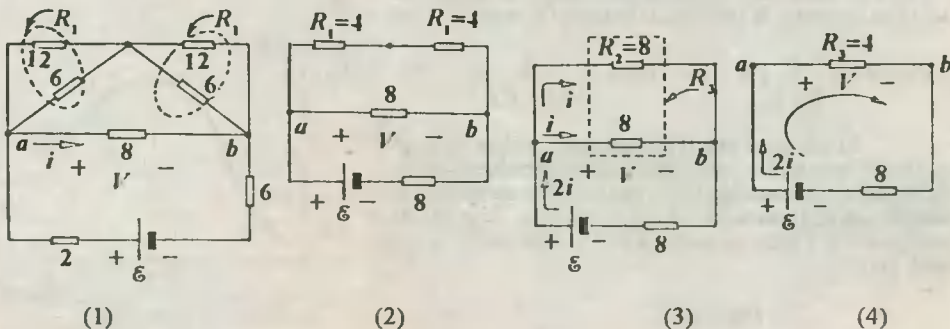 R₁ R₁
12 12
6 6
8
a b
i + V −
6
2 + − ε
(1)
R₁=4 R₁=4
8
a b
+ V −
+ − 8
ε
(2)
R₂=8
i R₃
i 8
a b
+ V −
2i
+ − 8
ε
(3)
R₃=4
a b
+ V −
2i
+ − 8
ε
(4)